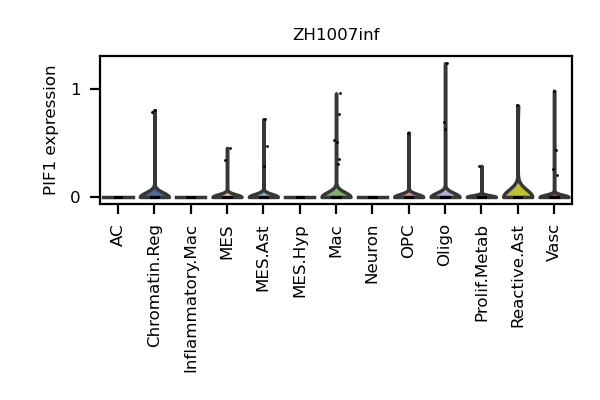 ZH1007inf
PIF1 expression
1
0
AC
Chromatin.Reg
Inflammatory.Mac
MES
MES.Ast
MES.Hyp
Mac
Neuron
OPC
Oligo
Prolif.Metab
Reactive.Ast
Vasc